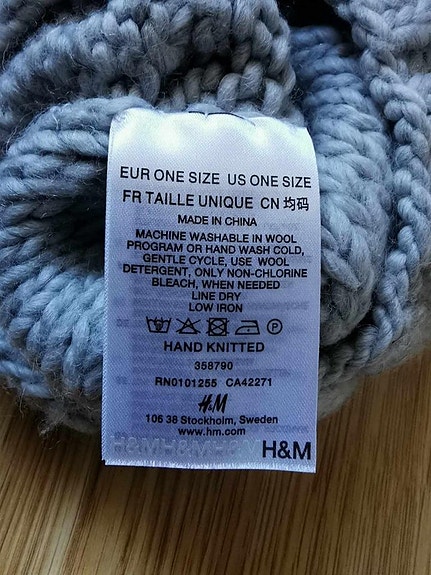 EUR ONE SIZE US ONE SIZE
FR TAILLE UNIQUE CN 均码
MADE IN CHINA
MACHINE WASHABLE IN WOOL
PROGRAM OR HAND WASH COLD,
GENTLE CYCLE, USE WOOL
DETERGENT, ONLY NON-CHLORINE
BLEACH, WHEN NEEDED
LINE DRY
LOW IRON
P
HAND KNITTED
358790
RN0101255 CA42271
H&M
106 38 Stockholm, Sweden
www.hm.com
H&M